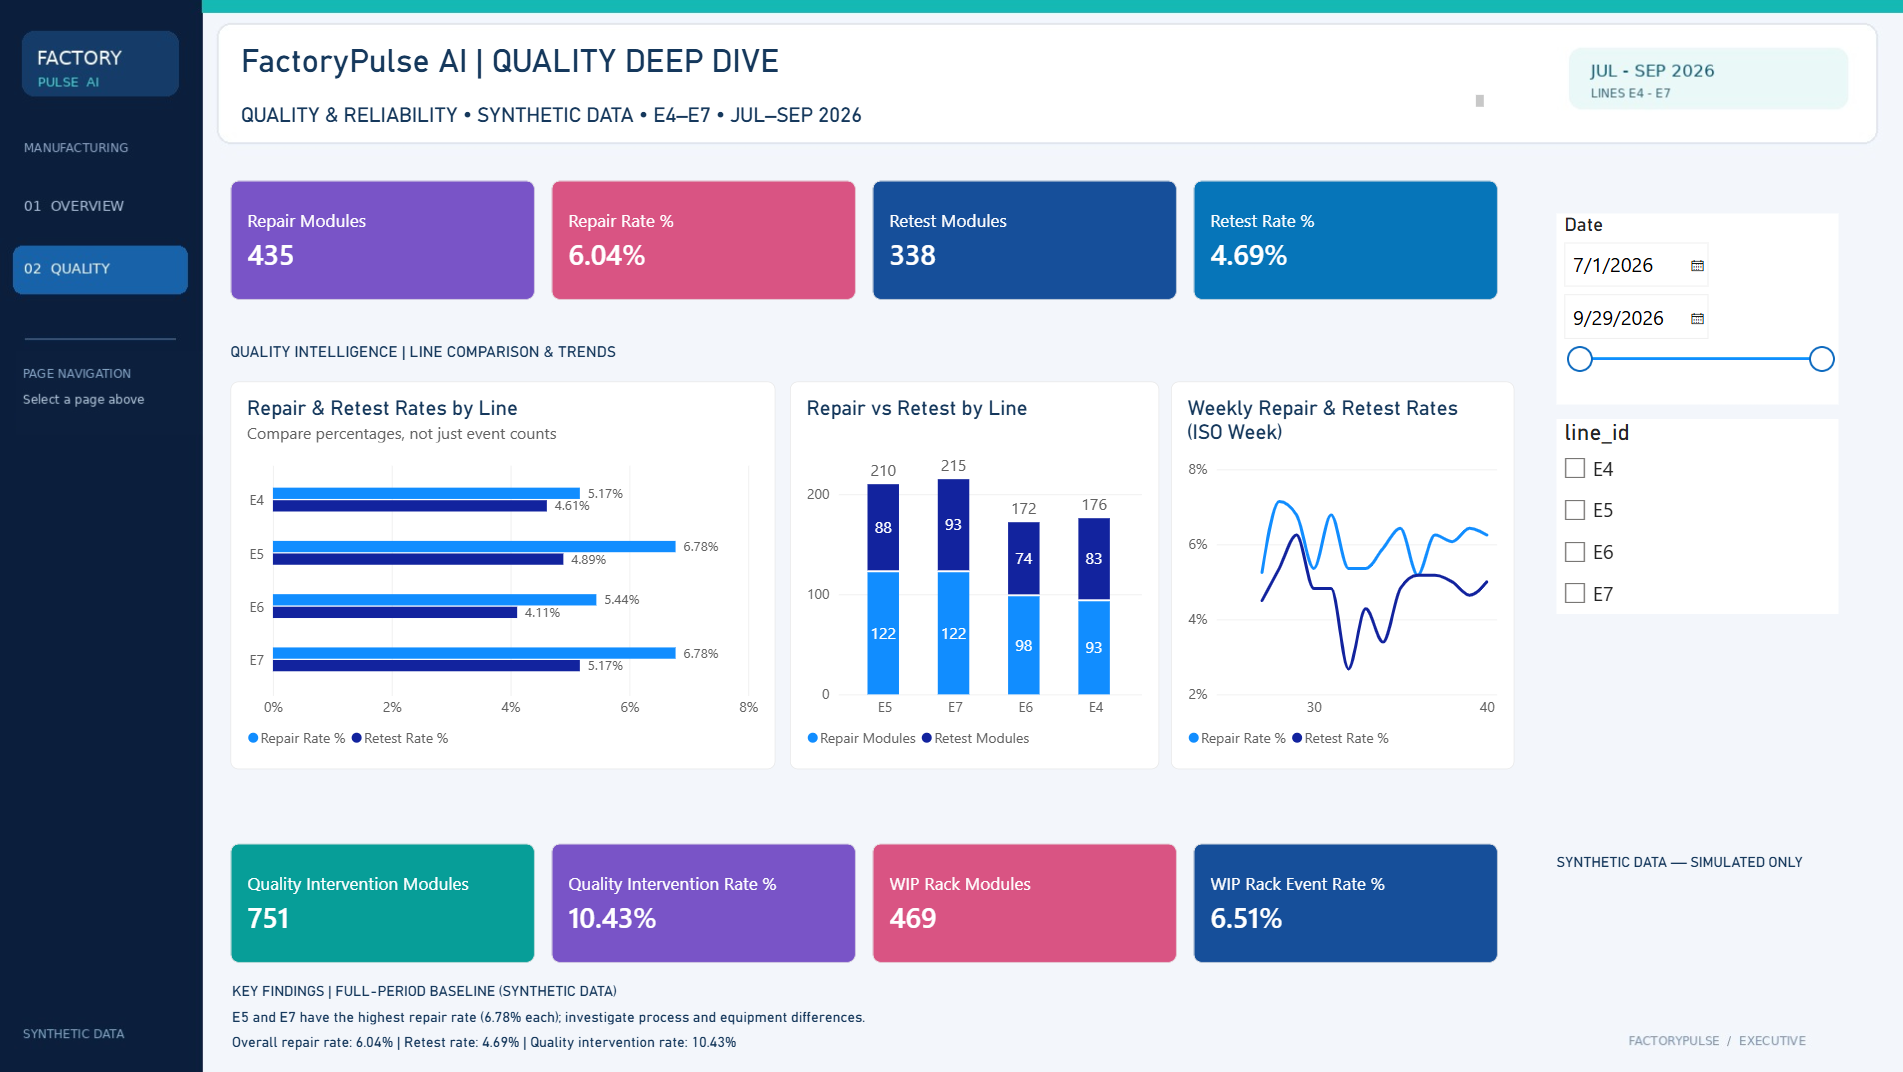 FACTORY
PULSE AI
MANUFACTURING
01 OVERVIEW
02 QUALITY
PAGE NAVIGATION
Select a page above
SYNTHETIC DATA
FactoryPulse AI | QUALITY DEEP DIVE
QUALITY & RELIABILITY • SYNTHETIC DATA • E4–E7 • JUL–SEP 2026
JUL - SEP 2026
LINES E4 - E7
Repair Modules
435
Repair Rate %
6.04%
Retest Modules
338
Retest Rate %
4.69%
Date
7/1/2026
9/29/2026
line_id
E4
E5
E6
E7
QUALITY INTELLIGENCE | LINE COMPARISON & TRENDS
Repair & Retest Rates by Line
Compare percentages, not just event counts
E4
5.17%
4.61%
E5
6.78%
4.89%
E6
5.44%
4.11%
E7
6.78%
5.17%
0% 2% 4% 6% 8%
Repair Rate % Retest Rate %
Repair vs Retest by Line
200
100
0
210 215 172 176
88 93 74 83
122 122 98 93
E5 E7 E6 E4
Repair Modules Retest Modules
Weekly Repair & Retest Rates
(ISO Week)
8%
6%
4%
2%
30 40
Repair Rate % Retest Rate %
Quality Intervention Modules
751
Quality Intervention Rate %
10.43%
WIP Rack Modules
469
WIP Rack Event Rate %
6.51%
SYNTHETIC DATA — SIMULATED ONLY
KEY FINDINGS | FULL-PERIOD BASELINE (SYNTHETIC DATA)
E5 and E7 have the highest repair rate (6.78% each); investigate process and equipment differences.
Overall repair rate: 6.04% | Retest rate: 4.69% | Quality intervention rate: 10.43%
FACTORYPULSE / EXECUTIVE